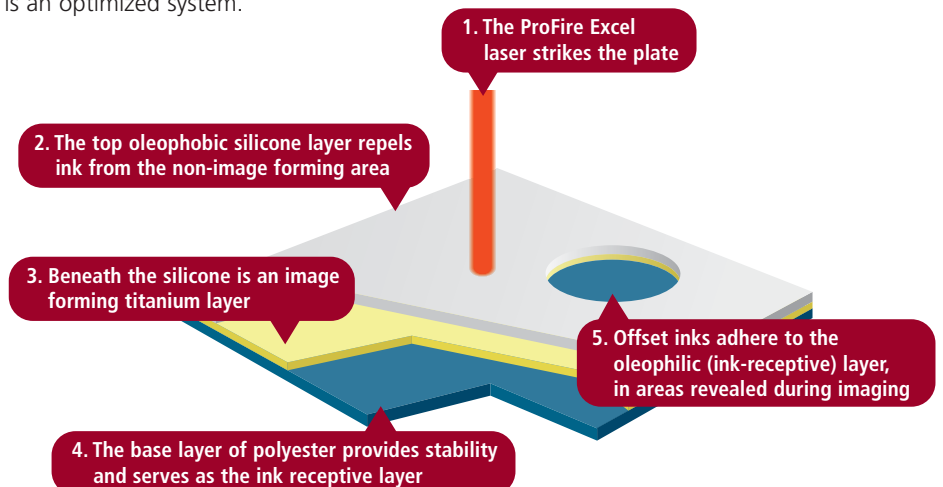 is an optimized system.
1. The ProFire Excel
laser strikes the plate
2. The top oleophobic silicone layer repels
ink from the non-image forming area
3. Beneath the silicone is an image
forming titanium layer
5. Offset inks adhere to the
oleophilic (ink-receptive) layer,
in areas revealed during imaging
4. The base layer of polyester provides stability
and serves as the ink receptive layer